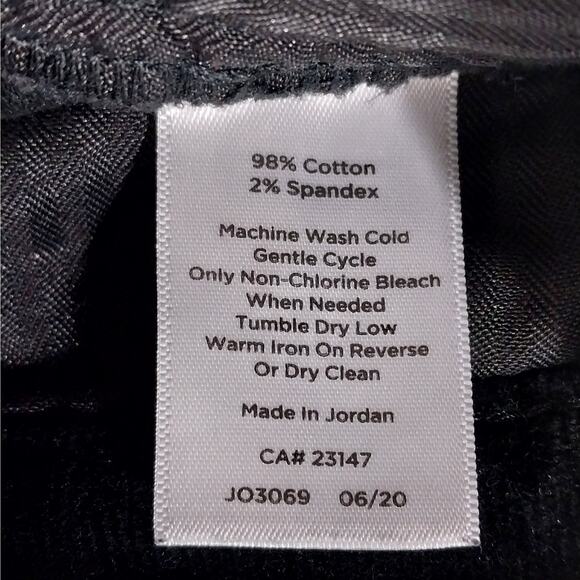 98% Cotton
2% Spandex
Machine Wash Cold
Gentle Cycle
Only Non-Chlorine Bleach
When Needed
Tumble Dry Low
Warm Iron On Reverse
Or Dry Clean
Made In Jordan
CA# 23147
JO3069 06/20